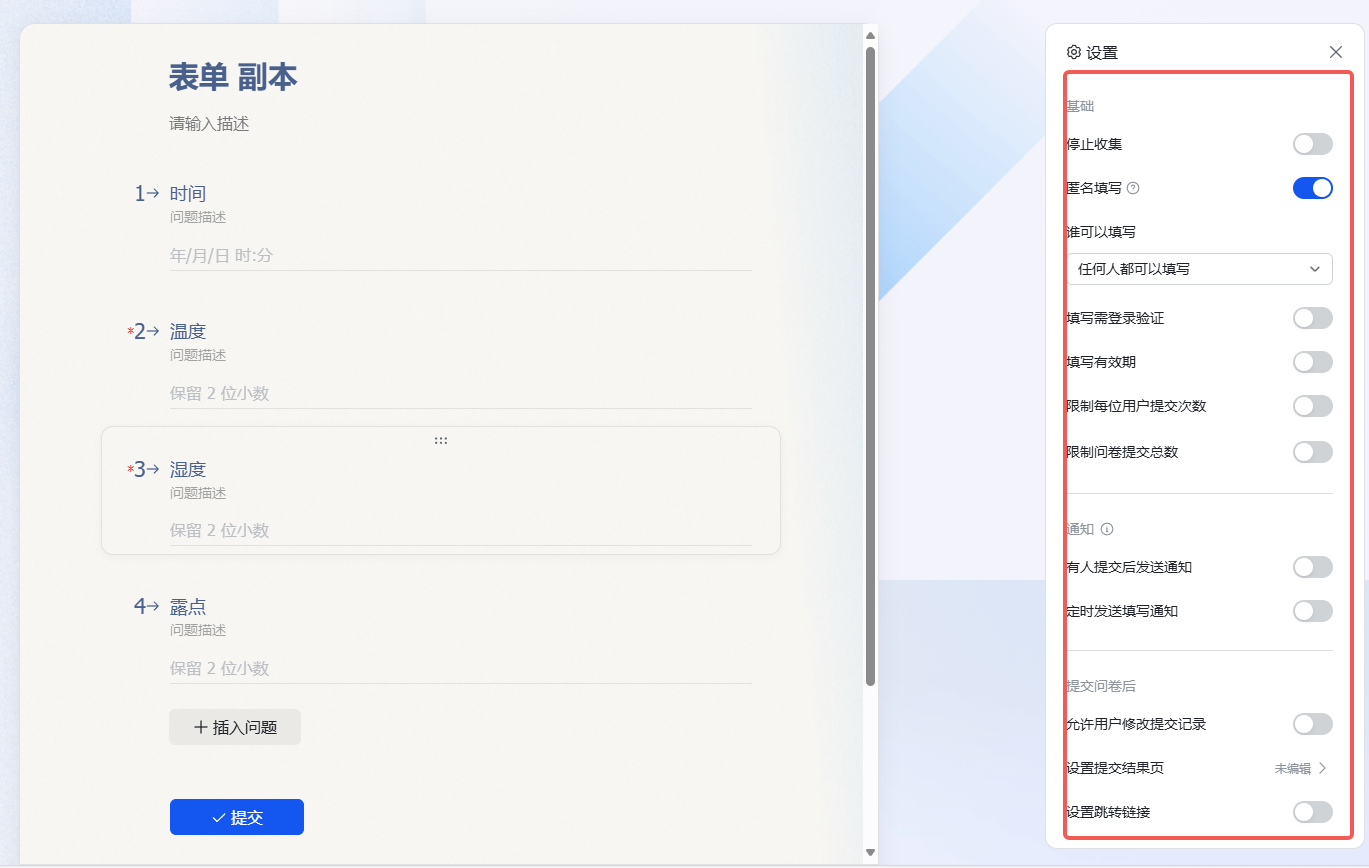 表单 副本
请输入描述
1→ 时间
问题描述
年/月/日 时:分
*2→ 温度
问题描述
保留 2 位小数
*3→ 湿度
问题描述
保留 2 位小数
4→ 露点
问题描述
保留 2 位小数
+ 插入问题
提交
设置
基础
停止收集
匿名填写
谁可以填写
任何人都可以填写
填写需登录验证
填写有效期
限制每位用户提交次数
限制问卷提交总数
通知
有人提交后发送通知
定时发送填写通知
提交问卷后
允许用户修改提交记录
设置提交结果页 未编辑
设置跳转链接